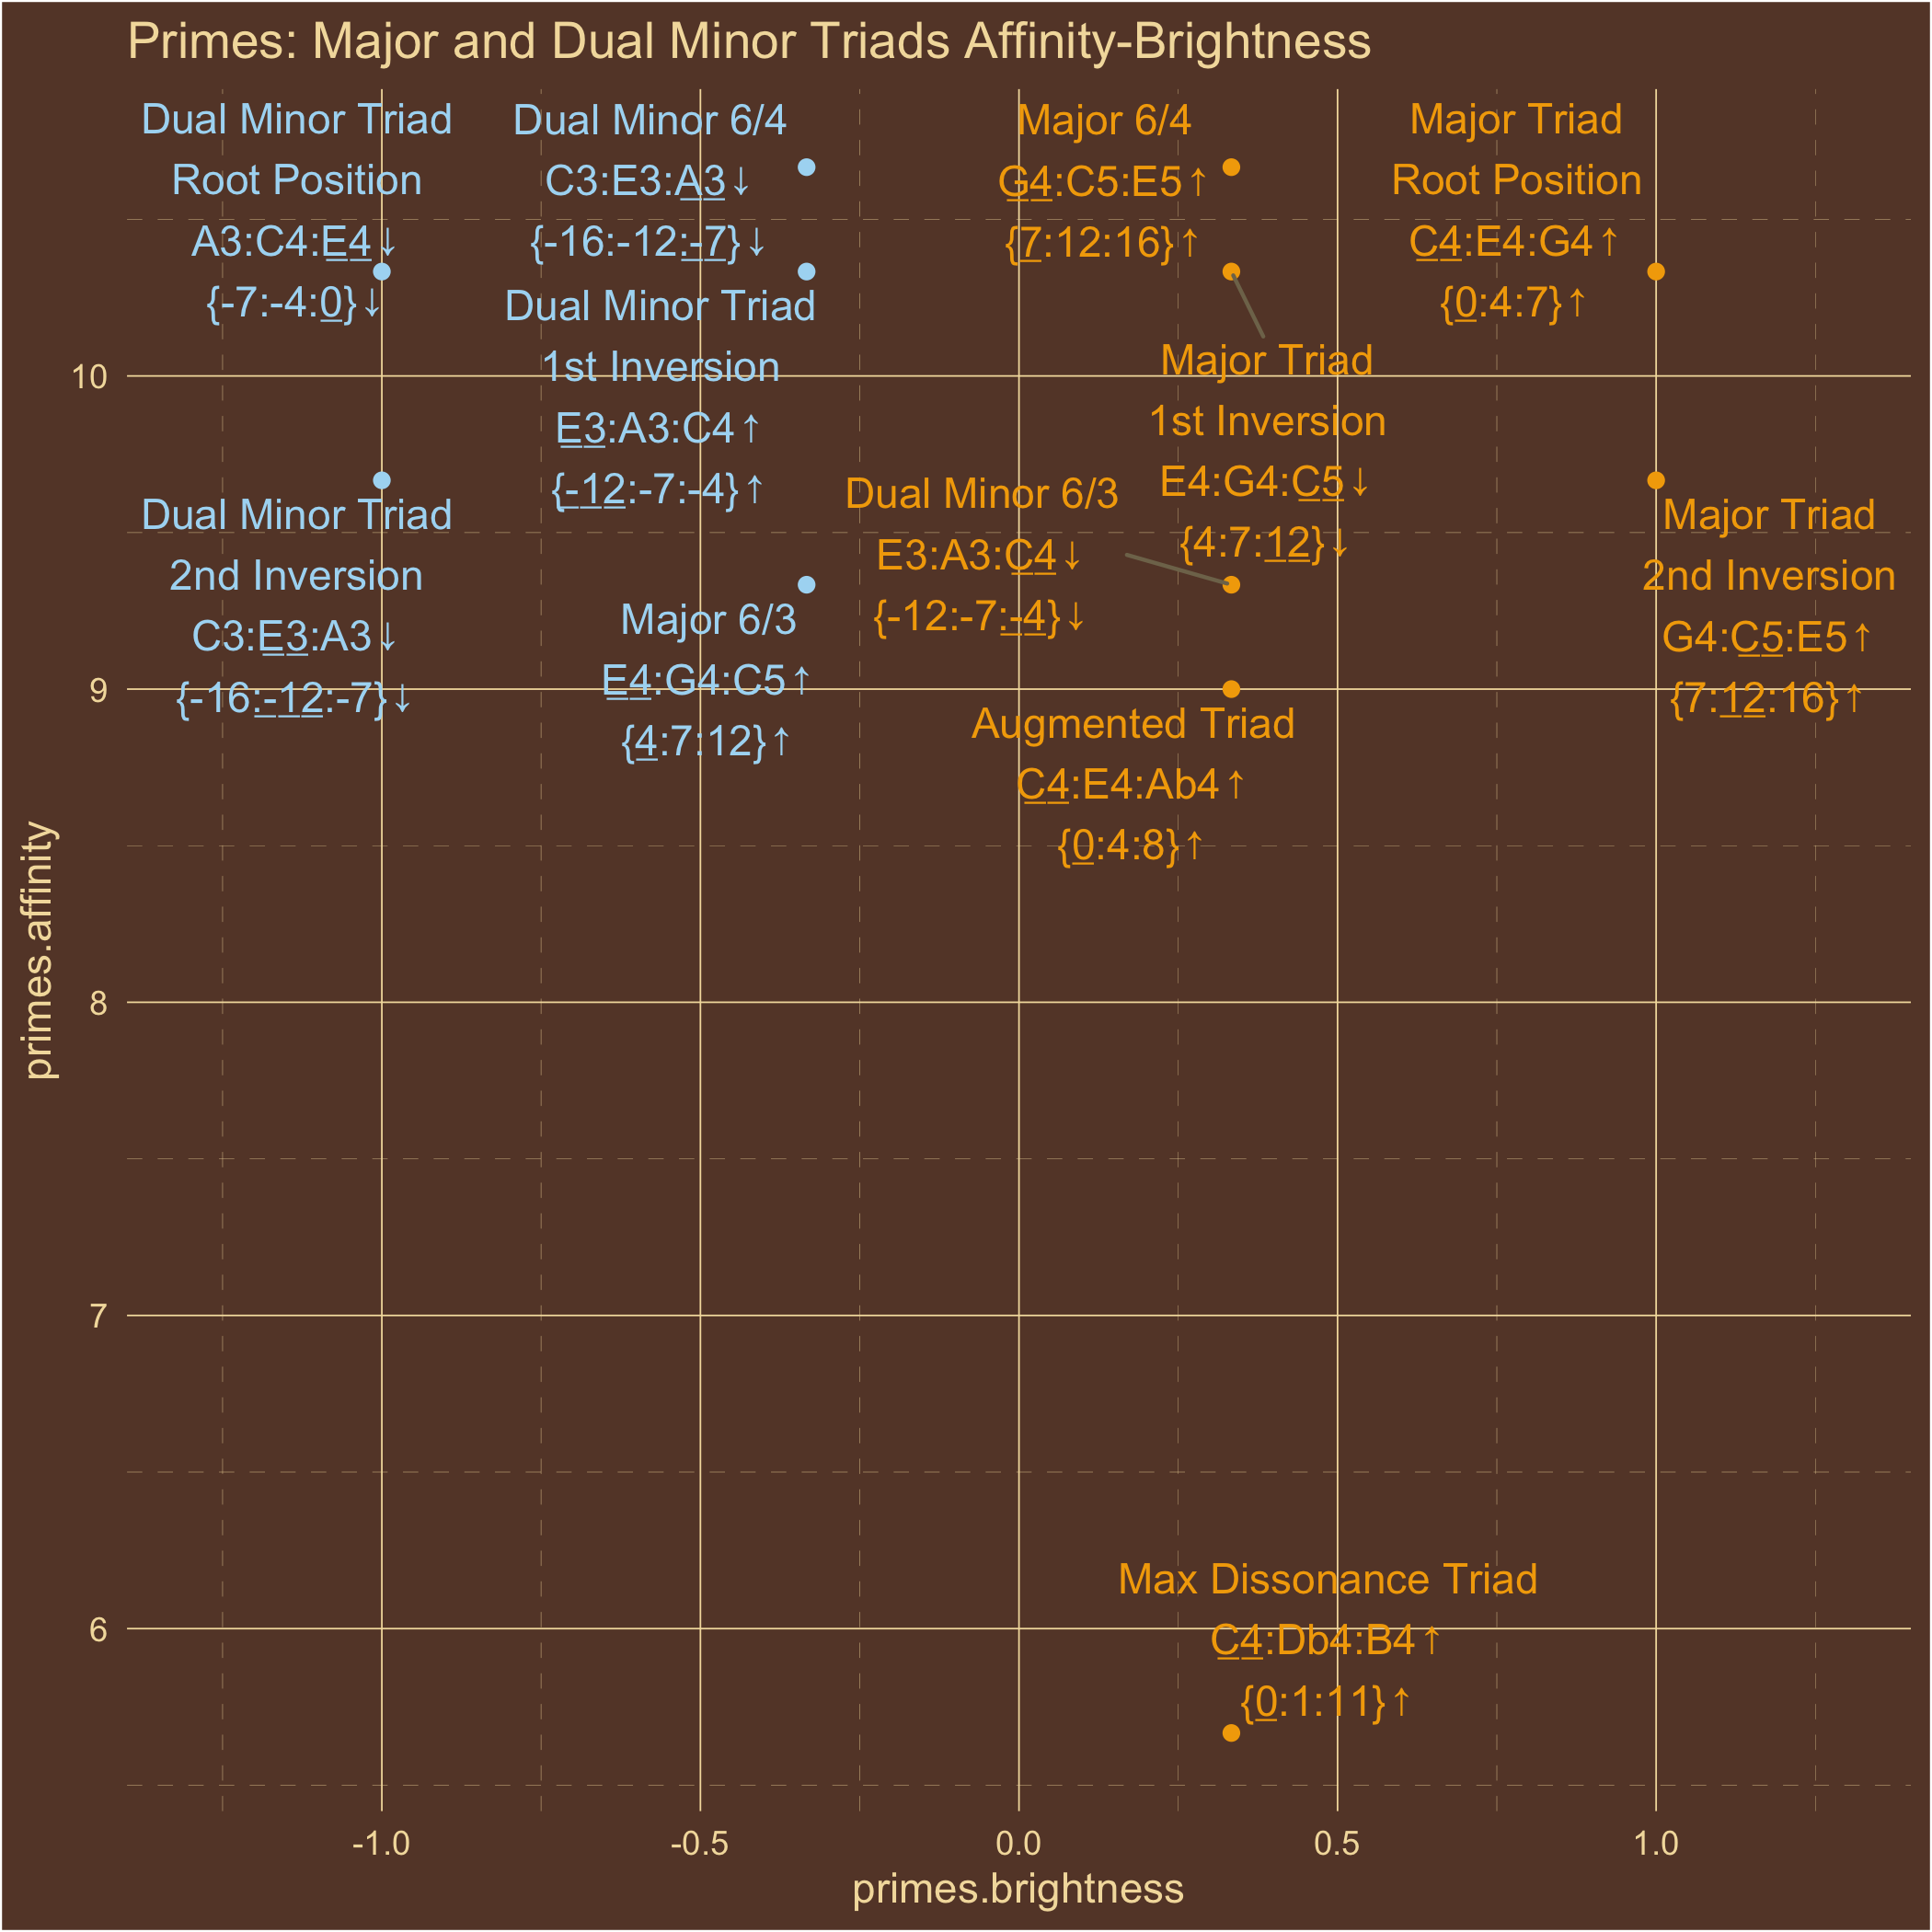 Primes: Major and Dual Minor Triads Affinity-Brightness
Dual Minor Triad
Root Position
A3:C4:E4↓
{-7:-4:0}↓
Dual Minor 6/4
C3:E3:A3↓
{-16:-12:-7}↓
Major 6/4
G4:C5:E5↑
{7:12:16}↑
Major Triad
Root Position
C4:E4:G4↑
{0:4:7}↑
Dual Minor Triad
1st Inversion
E3:A3:C4↑
{-12:-7:-4}↑
Major Triad
1st Inversion
E4:G4:C5↓
{4:7:12}↓
Dual Minor Triad
2nd Inversion
C3:E3:A3↓
{-16:-12:-7}↓
Major 6/3
E4:G4:C5↑
{4:7:12}↑
Dual Minor 6/3
E3:A3:C4↓
{-12:-7:-4}↓
Major Triad
2nd Inversion
G4:C5:E5↑
{7:12:16}↑
Augmented Triad
C4:E4:Ab4↑
{0:4:8}↑
Max Dissonance Triad
C4:Db4:B4↑
{0:1:11}↑
10
9
8
7
6
primes.affinity
-1.0
-0.5
0.0
0.5
1.0
primes.brightness